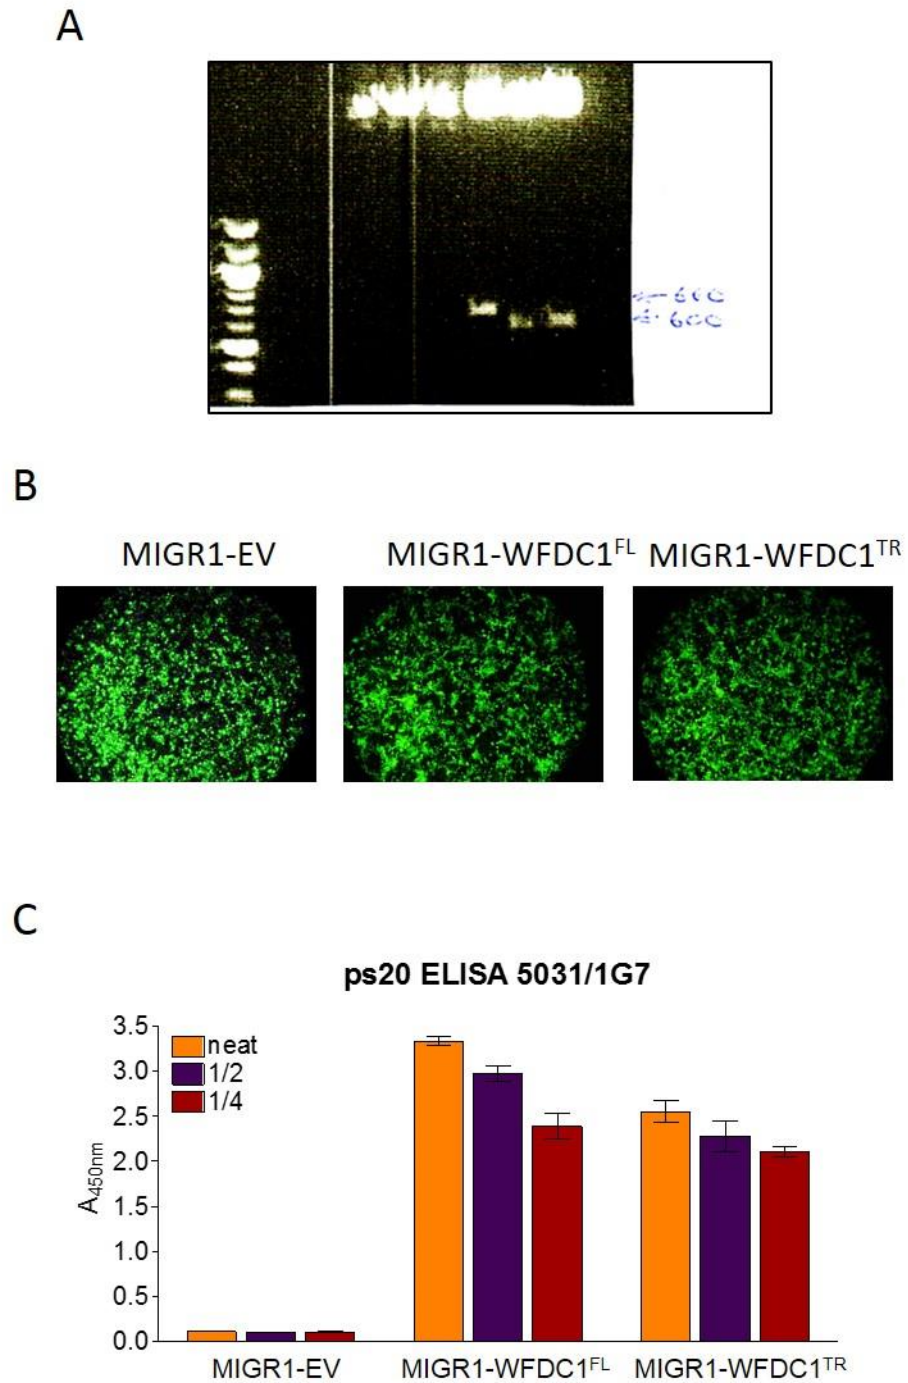 A
600
B
MIGR1-EV
MIGR1-WFDC1FL
MIGR1-WFDC1TR
C
ps20 ELISA 5031/1G7
3.5
3.0
2.5
2.0
1.5
1.0
0.5
0.0
A450nm
neat
1/2
1/4
MIGR1-EV
MIGR1-WFDC1FL
MIGR1-WFDC1TR